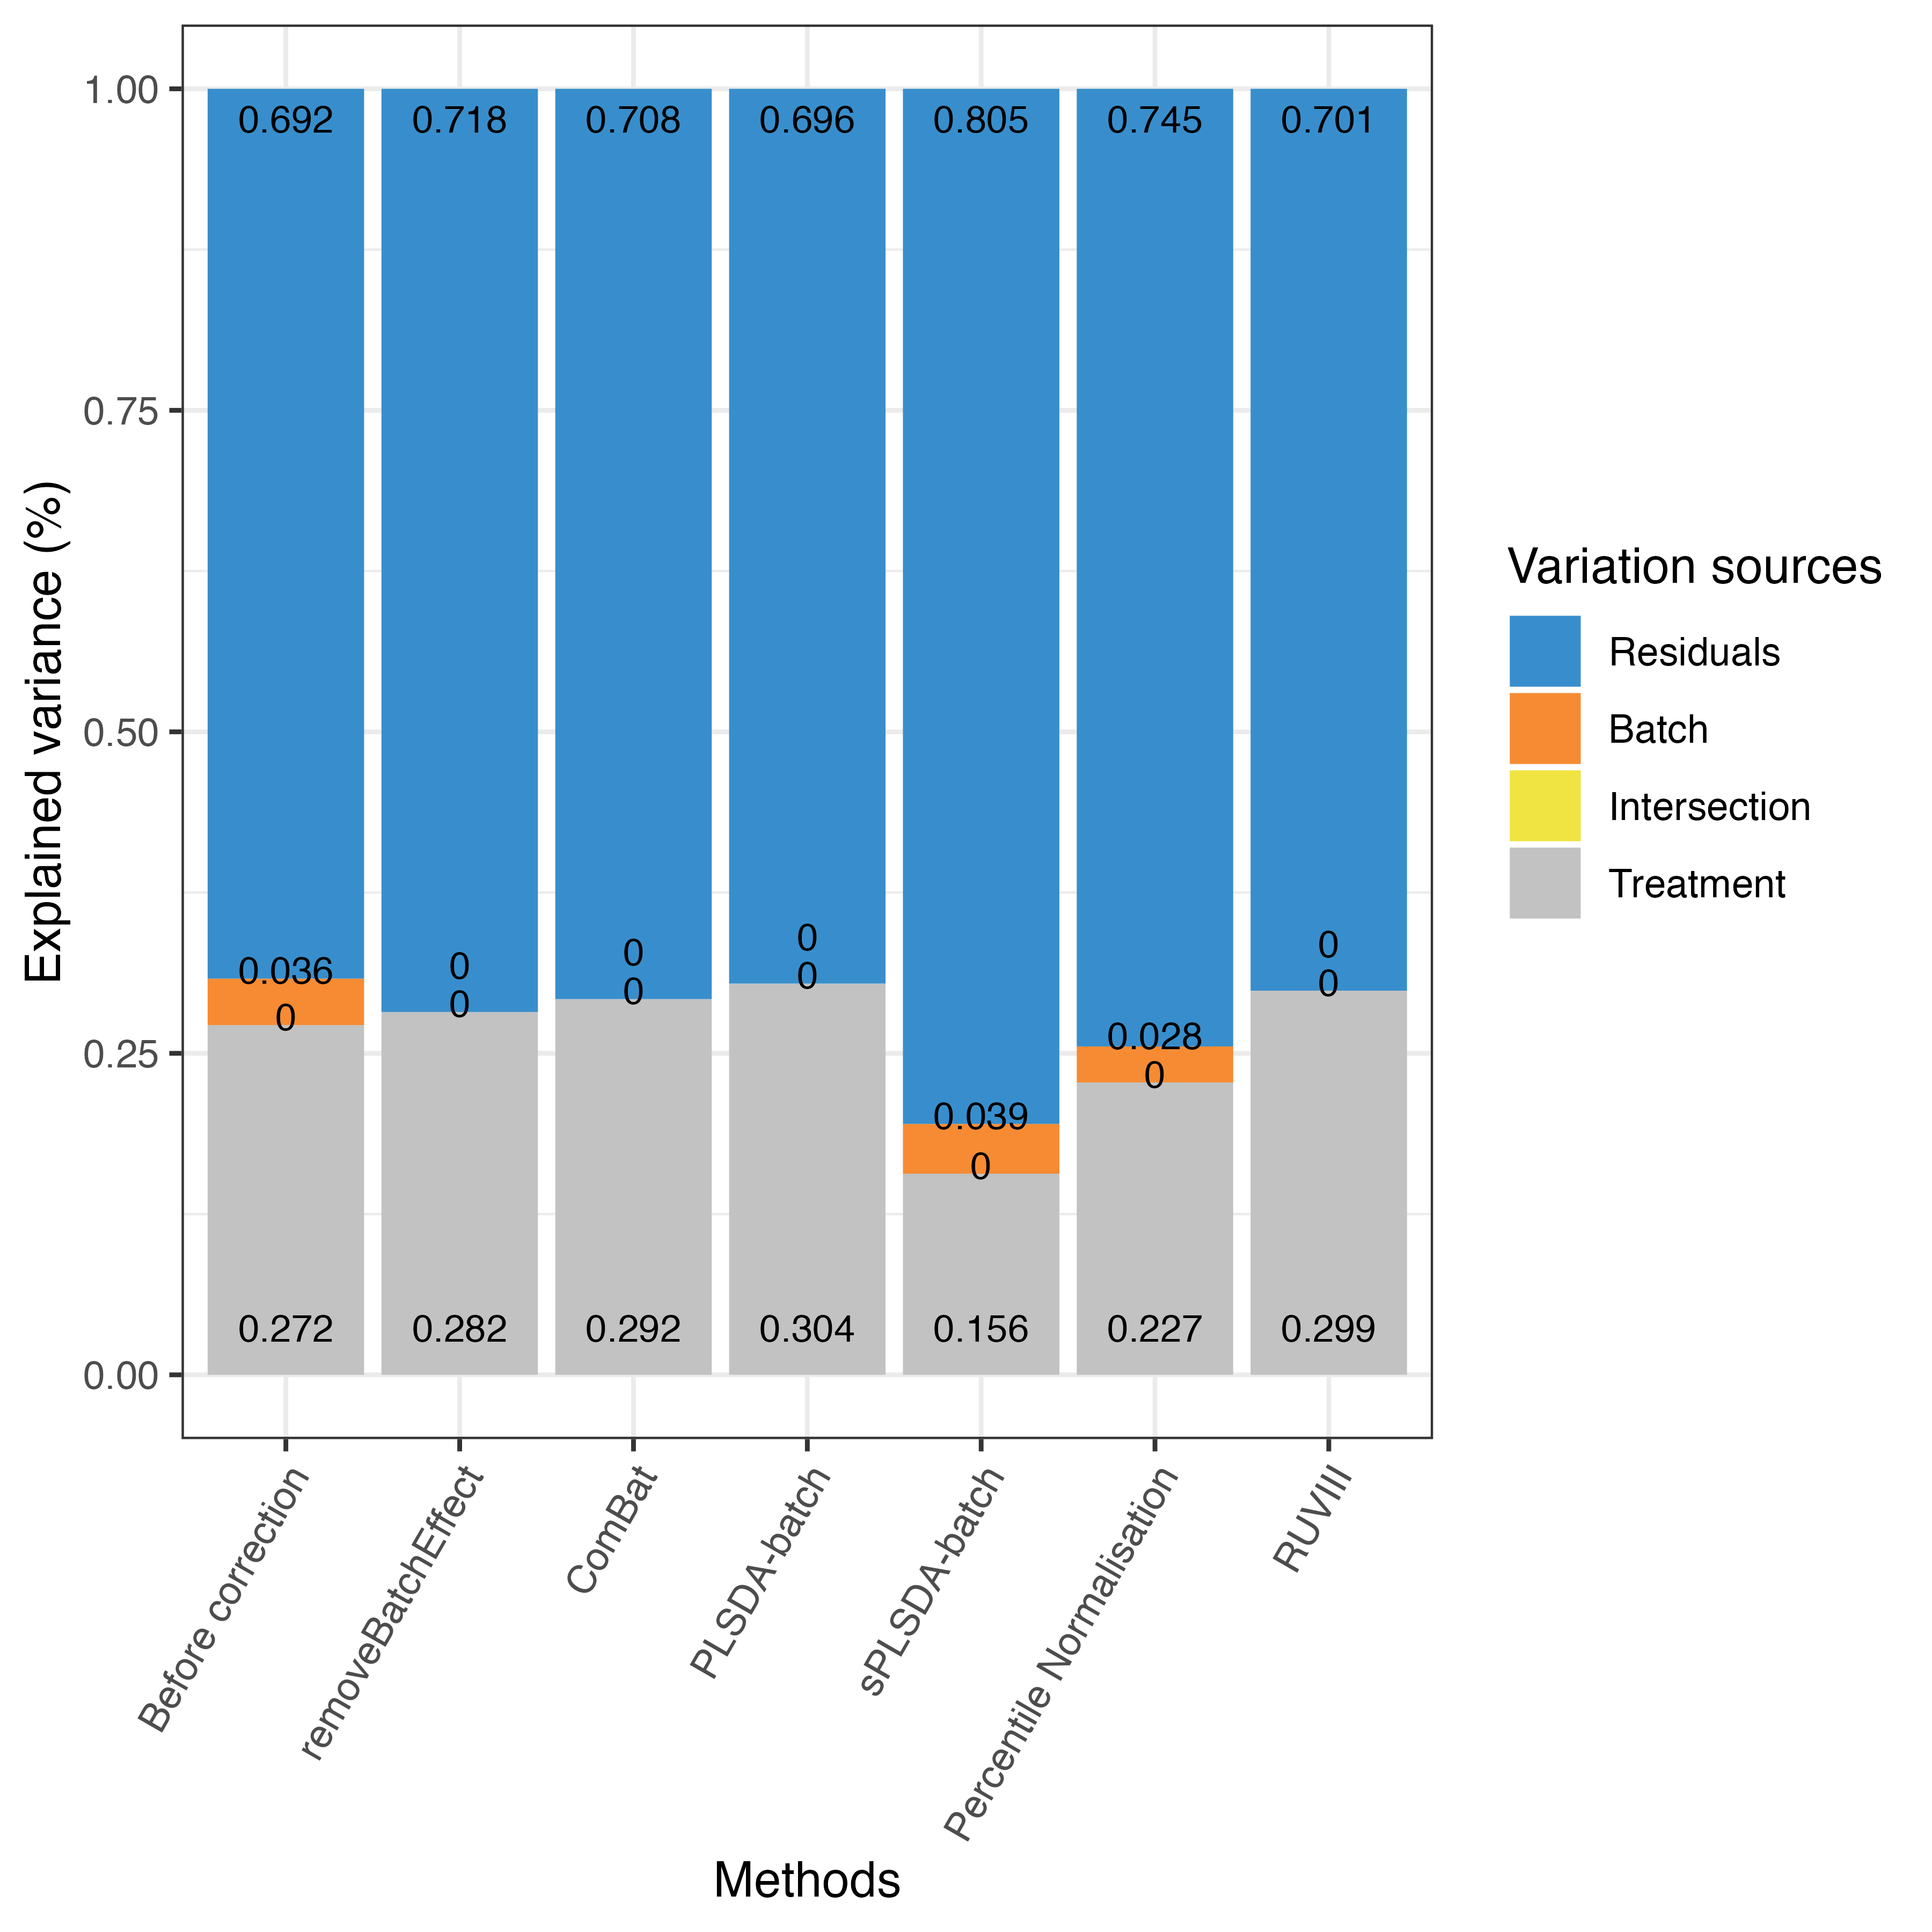 1.00
0.75
0.50
0.25
0.00
Explained variance (%)
0.692 0.718 0.708 0.696 0.805 0.745 0.701
0.036 0 0 0 0.039 0.028 0
0 0 0 0 0 0 0
0.272 0.282 0.292 0.304 0.156 0.227 0.299
Before correction
removeBatchEffect
ComBat
PLSDA-batch
sPLSDA-batch
Percentile Normalisation
RUVIII
Methods
Variation sources
Residuals
Batch
Intersection
Treatment